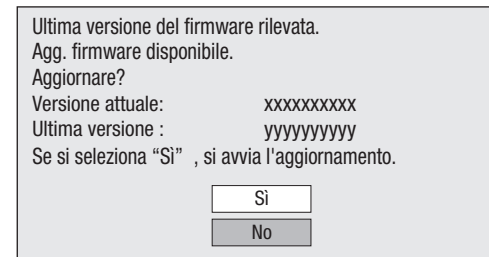 Ultima versione del firmware rilevata.
Agg. firmware disponibile.
Aggiornare?
Versione attuale: xxxxxxxxxx
Ultima versione : yyyyyyyyyy
Se si seleziona “Sì” , si avvia l'aggiornamento.
Sì
No